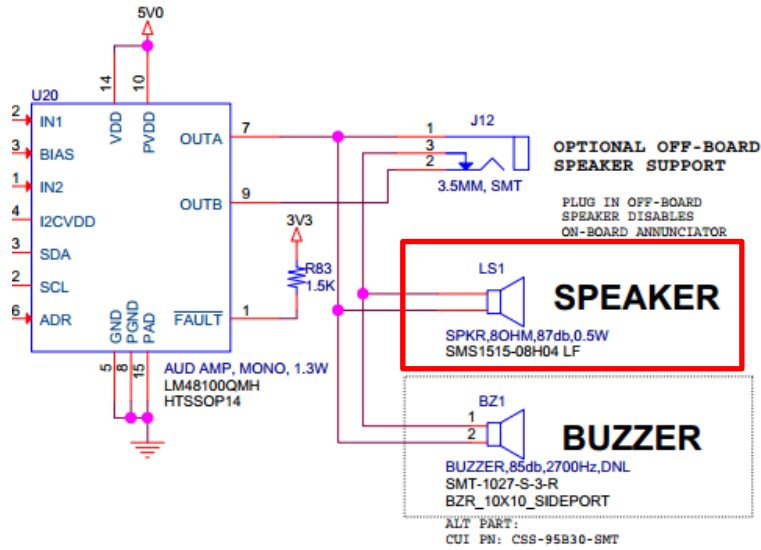 5V0
U20
14
10
2
IN1
VDD
PVDD
OUTA
7
3
BIAS
1
IN2
OUTB
9
4
I2CVDD
3
SDA
2
SCL
6
ADR
GND
PGND
PAD
FAULT
1
5
8
15
3V3
R83
1.5K
AUD AMP, MONO, 1.3W
LM48100QMH
HTSSOP14
J12
1
3
2
3.5MM, SMT
OPTIONAL OFF-BOARD
SPEAKER SUPPORT
PLUG IN OFF-BOARD
SPEAKER DISABLES
ON-BOARD ANNUNCIATOR
LS1
SPEAKER
SPKR,8OHM,87db,0.5W
SMS1515-08H04 LF
BZ1
1
2
BUZZER
BUZZER,85db,2700Hz,DNL
SMT-1027-S-3-R
BZR_10X10_SIDEPORT
ALT PART:
CUI PN: CSS-95B30-SMT